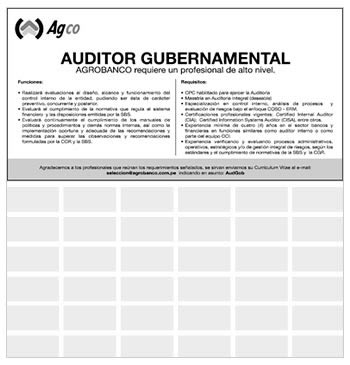 Agco
AUDITOR GUBERNAMENTAL
AGROBANCO requiere un profesional de alto nivel.
Funciones:
• Realizará evaluaciones al diseño, alcance y funcionamiento del
control interno de la entidad, pudiendo ser ésta de carácter
preventivo, concurrente y posterior.
• Evaluará el cumplimiento de la normativa que regula el sistema
financiero y las disposiciones emitidas por la SBS.
• Evaluará continuamente el cumplimiento de los manuales de
políticas y procedimientos y demás normas internas, así como la
implementación oportuna y adecuada de las recomendaciones y
medidas para superar las observaciones y recomendaciones
formuladas por la CGR y la SBS.
Requisitos:
• CPC habilitado para ejercer la Auditoría
• Maestría en Auditoría Integral (deseable)
• Especialización en control interno, análisis de procesos y
evaluación de riesgos bajo el enfoque COSO - ERM.
• Certificaciones profesionales vigentes: Certified Internal Auditor
(CIA), Certified Information Systems Auditor (CISA), entre otros.
• Experiencia mínima de cuatro (4) años en el sector bancos y
financieras en funciones similares como auditor interno o como
parte del equipo OCI.
• Experiencia verificando y evaluando procesos administrativos,
operativos, estratégicos y/o de gestión integral de riesgos, según los
estándares y el cumplimiento de normativas de la SBS y la CGR.
Agradeceremos a los profesionales que reúnan los requerimientos señalados, se sirvan enviarnos su Curriculum Vitae al e-mail:
seleccion@agrobanco.com.pe indicando en asunto: AudGob